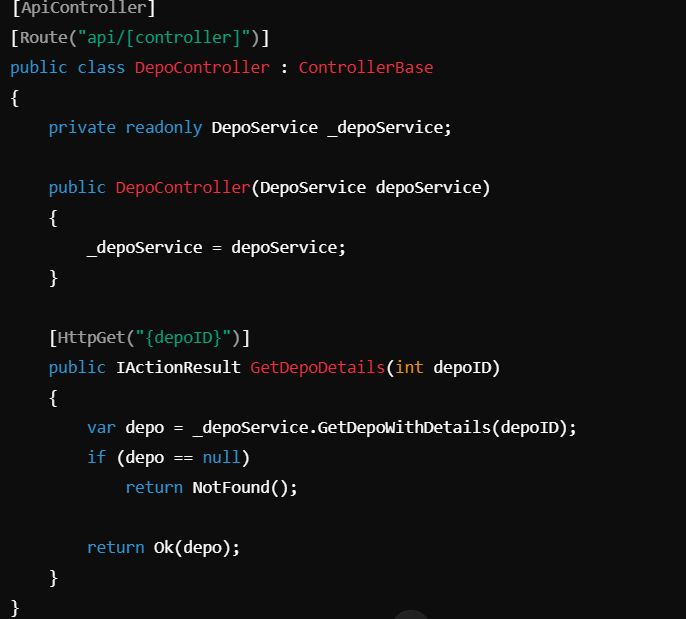 [ApiController]
[Route("api/[controller]")]
public class DepoController : ControllerBase
{
    private readonly DepoService _depoService;
    public DepoController(DepoService depoService)
    {
        _depoService = depoService;
    }
    [HttpGet("{depoID}")]
    public IActionResult GetDepoDetails(int depoID)
    {
        var depo = _depoService.GetDepoWithDetails(depoID);
        if (depo == null)
            return NotFound();
        return Ok(depo);
    }
}